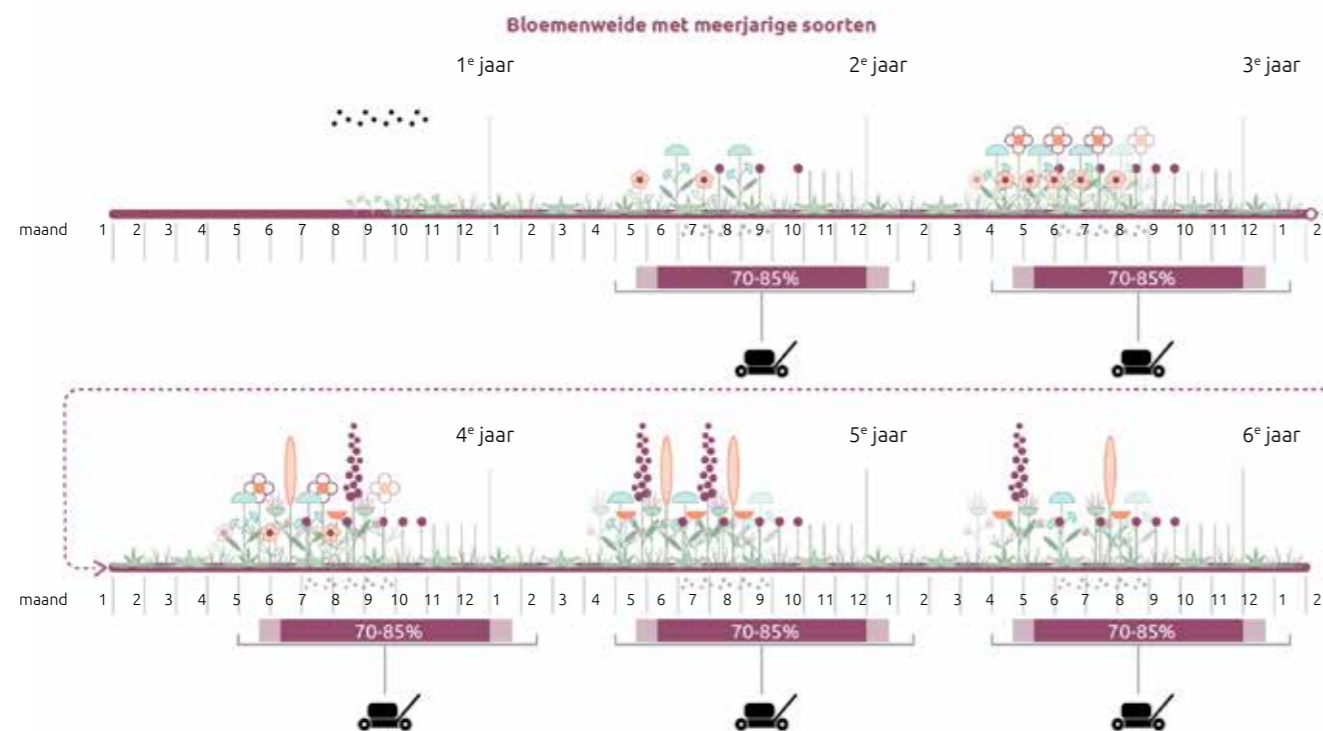 Bloemenweide met meerjarige soorten
1e jaar 2e jaar 3e jaar
maand 1 2 3 4 5 6 7 8 9 10 11 12 1 2 3 4 5 6 7 8 9 10 11 12 1 2 3 4 5 6 7 8 9 10 11 12 1 2
70-85% 70-85%
4e jaar 5e jaar 6e jaar
maand 1 2 3 4 5 6 7 8 9 10 11 12 1 2 3 4 5 6 7 8 9 10 11 12 1 2 3 4 5 6 7 8 9 10 11 12 1 2
70-85% 70-85% 70-85%